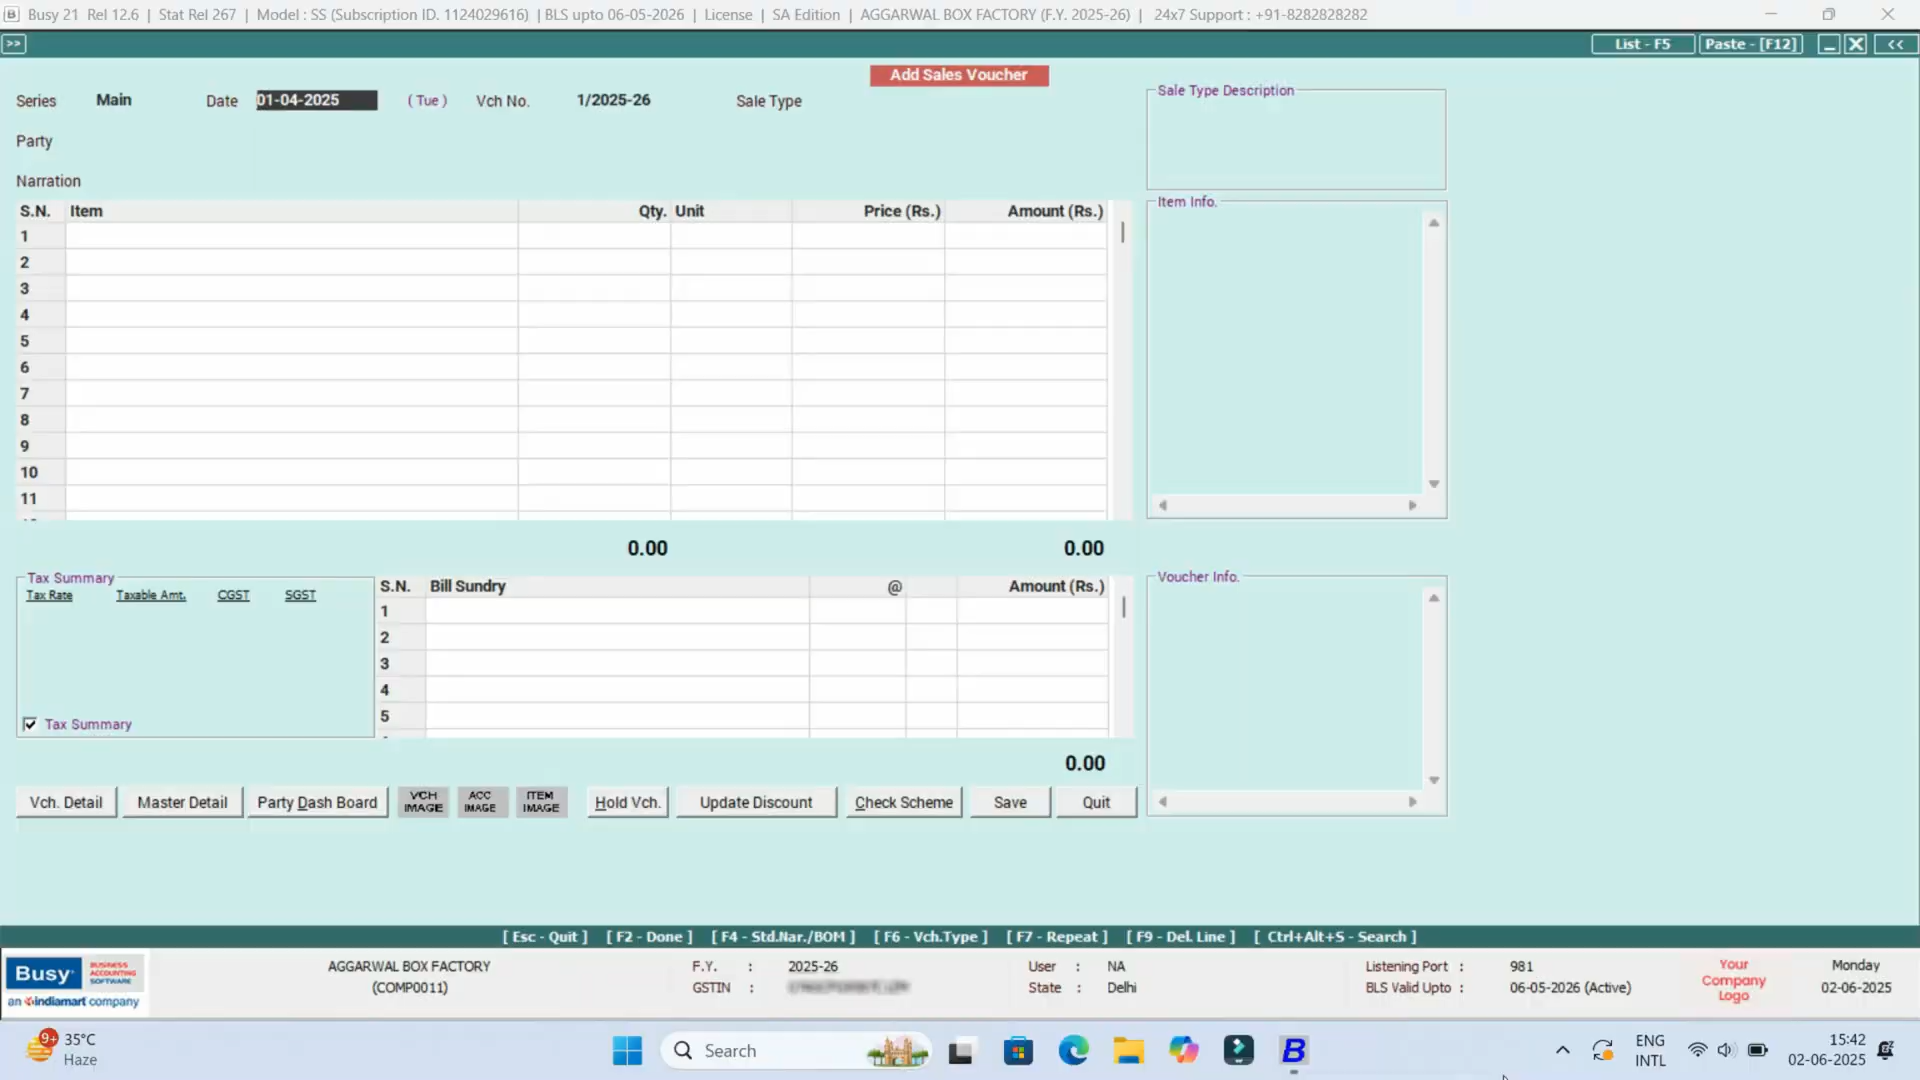 Busy 21 Rel 12.6 | Stat Rel 267 | Model : SS (Subscription ID. 1124029616) | BLS upto 06-05-2026 | License | SA Edition | AGGARWAL BOX FACTORY (F.Y. 2025-26) | 24x7 Support : +91-8282828282
>> List - F5 Paste - [F12] <<
Add Sales Voucher
Series Main Date 01-04-2025 ( Tue ) Vch No. 1/2025-26 Sale Type
Sale Type Description
Party
Narration
Item Info.
S.N. Item Qty. Unit Price (Rs.) Amount (Rs.)
1
2
3
4
5
6
7
8
9
10
11
0.00 0.00
Tax Summary
Tax Rate Taxable Amt. CGST SGST
Tax Summary
S.N. Bill Sundry @ Amount (Rs.)
1
2
3
4
5
0.00
Voucher Info.
Vch. Detail Master Detail Party Dash Board VCH IMAGE ACC IMAGE ITEM IMAGE Hold Vch. Update Discount Check Scheme Save Quit
[ Esc - Quit ] [ F2 - Done ] [ F4 - Std.Nar./BOM ] [ F6 - Vch.Type ] [ F7 - Repeat ] [ F9 - Del. Line ] [ Ctrl+Alt+S - Search ]
Busy BUSINESS ACCOUNTING SOFTWARE
an indiamart company
AGGARWAL BOX FACTORY
(COMP0011)
F.Y. : 2025-26
GSTIN :
User : NA
State : Delhi
Listening Port : 981
BLS Valid Upto : 06-05-2026 (Active)
Your
Company
Logo
Monday
02-06-2025
9+ 35°C
Haze
Search
B
ENG
INTL
15:42
02-06-2025